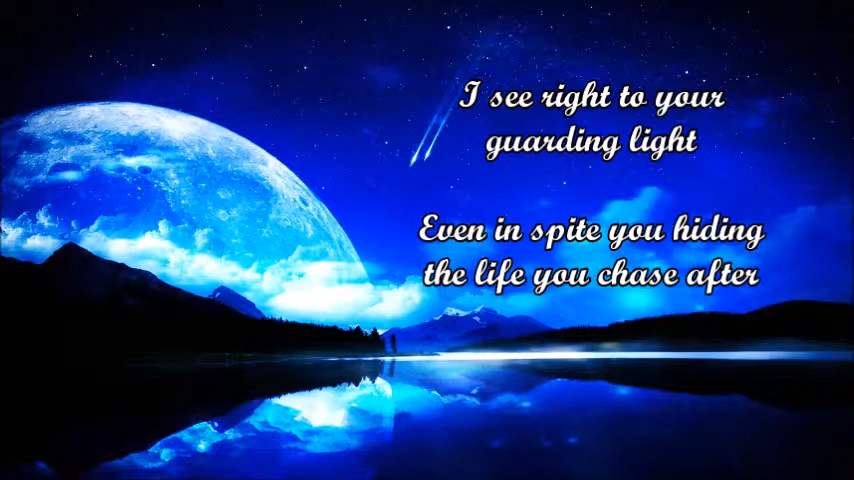 I see right to your
guarding light
Even in spite you hiding
the life you chase after